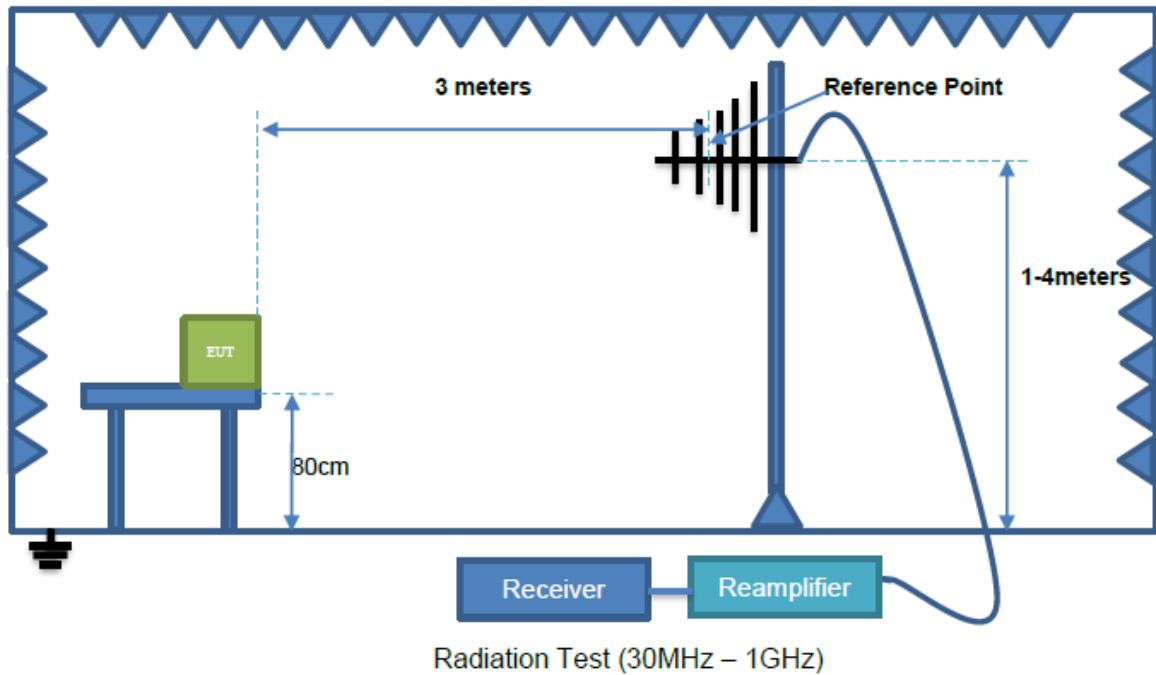 3 meters
Reference Point
1-4meters
EUT
80cm
Receiver
Reamplifier
Radiation Test (30MHz – 1GHz)